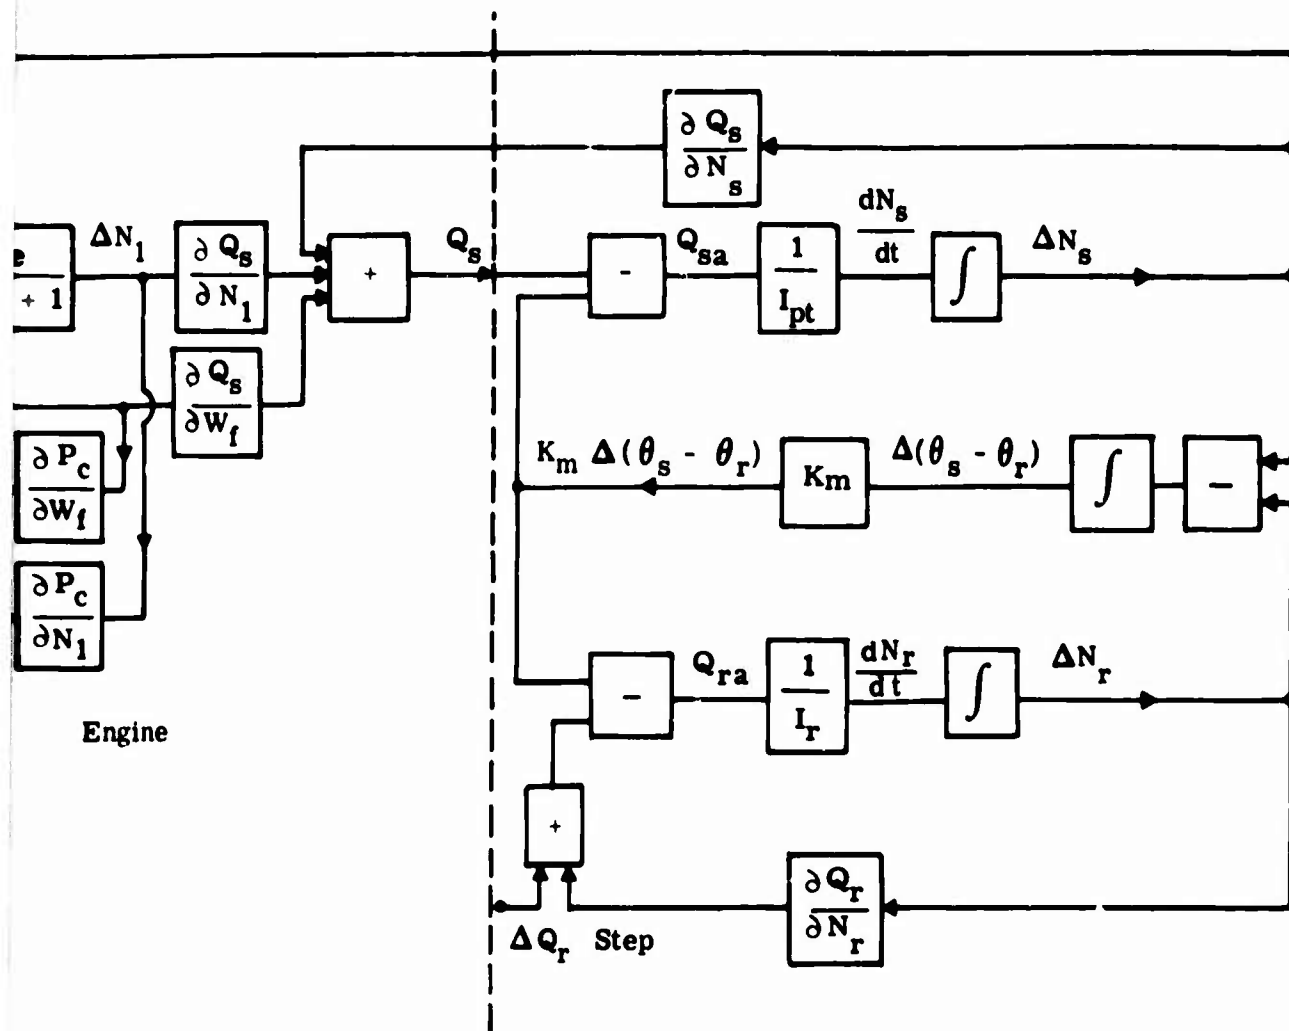 ∂ Q_s
∂ N_s
e
+ 1
ΔN_1
∂ Q_s
∂ N_1
+
Q_s
-
Q_sa
1
I_pt
dN_s
dt
∫
ΔN_s
∂ Q_s
∂W_f
∂ P_c
∂W_f
K_m Δ(θ_s - θ_r)
K_m
Δ(θ_s - θ_r)
∫
-
∂ P_c
∂N_1
-
Q_ra
1
I_r
dN_r
dt
∫
ΔN_r
Engine
+
ΔQ_r Step
∂Q_r
∂N_r